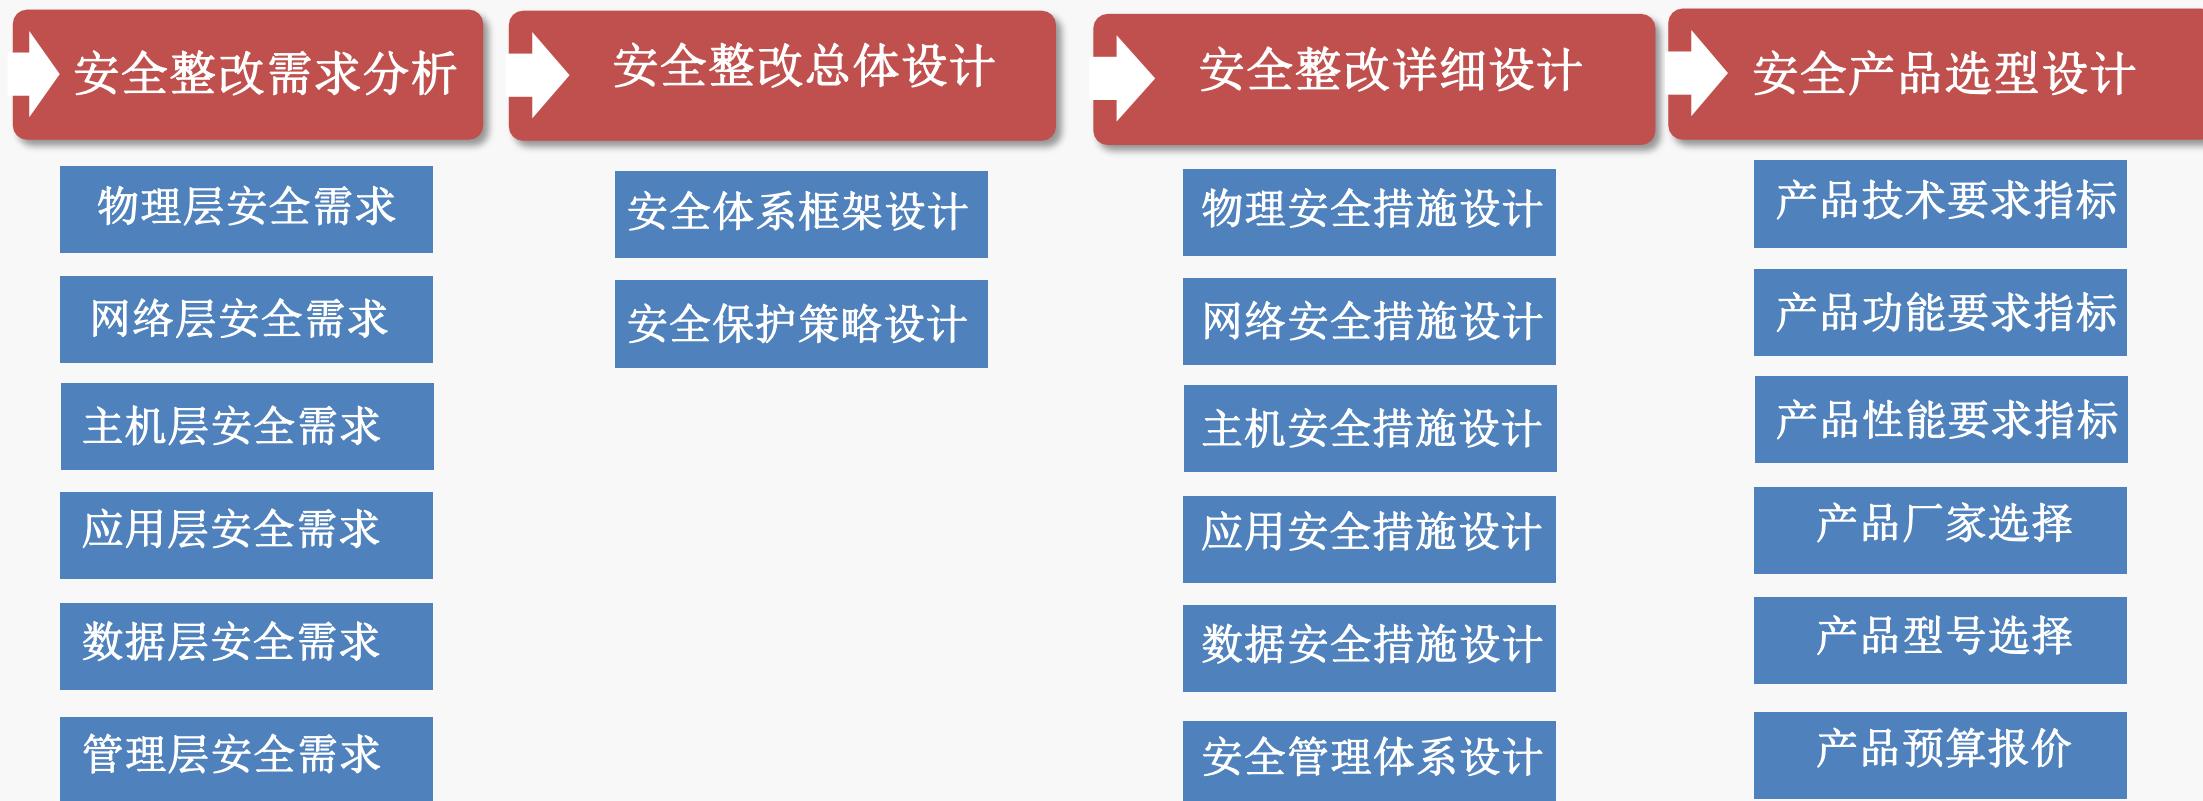 安全整改需求分析
物理层安全需求
网络层安全需求
主机层安全需求
应用层安全需求
数据层安全需求
管理层安全需求
安全整改总体设计
安全体系框架设计
安全保护策略设计
安全整改详细设计
物理安全措施设计
网络安全措施设计
主机安全措施设计
应用安全措施设计
数据安全措施设计
安全管理体系设计
安全产品选型设计
产品技术要求指标
产品功能要求指标
产品性能要求指标
产品厂家选择
产品型号选择
产品预算报价